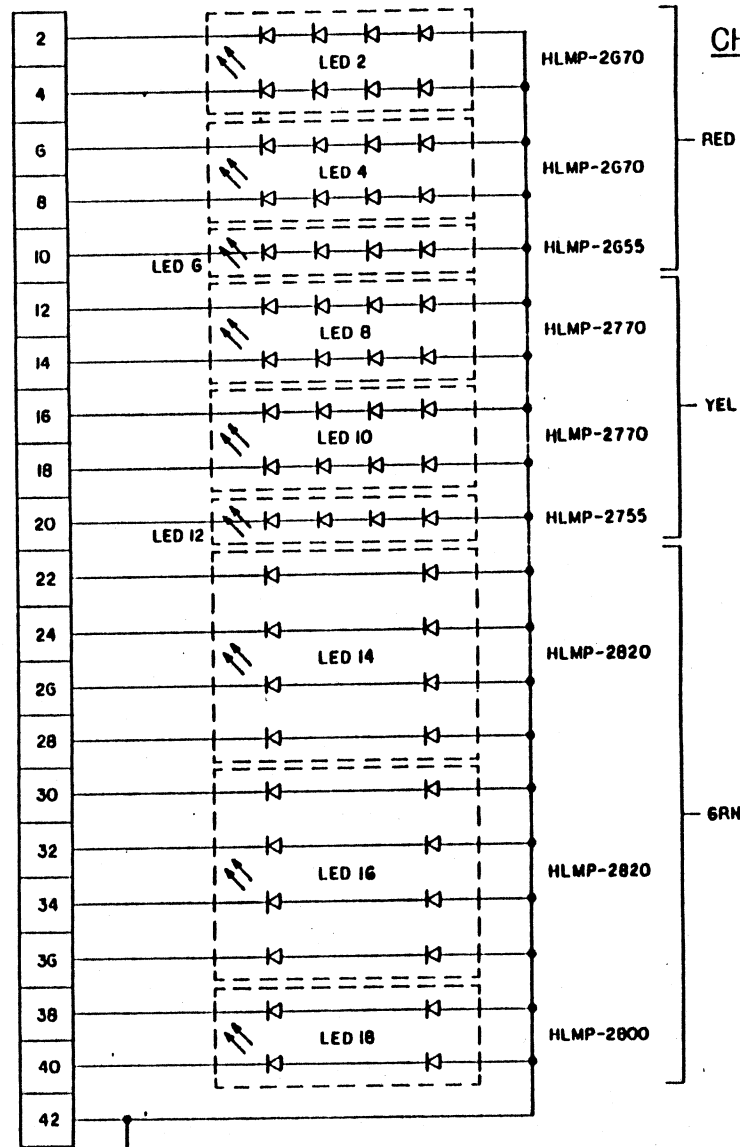 2
CH
LED 2
HLMP-2670
4
RED
6
LED 4
HLMP-2670
8
10
LED 6
HLMP-2655
12
LED 8
HLMP-2770
14
16
YEL
LED 10
HLMP-2770
18
20
LED 12
HLMP-2755
22
24
LED 14
HLMP-2820
26
28
30
GRN
32
LED 16
HLMP-2820
34
36
38
LED 18
HLMP-2800
40
42